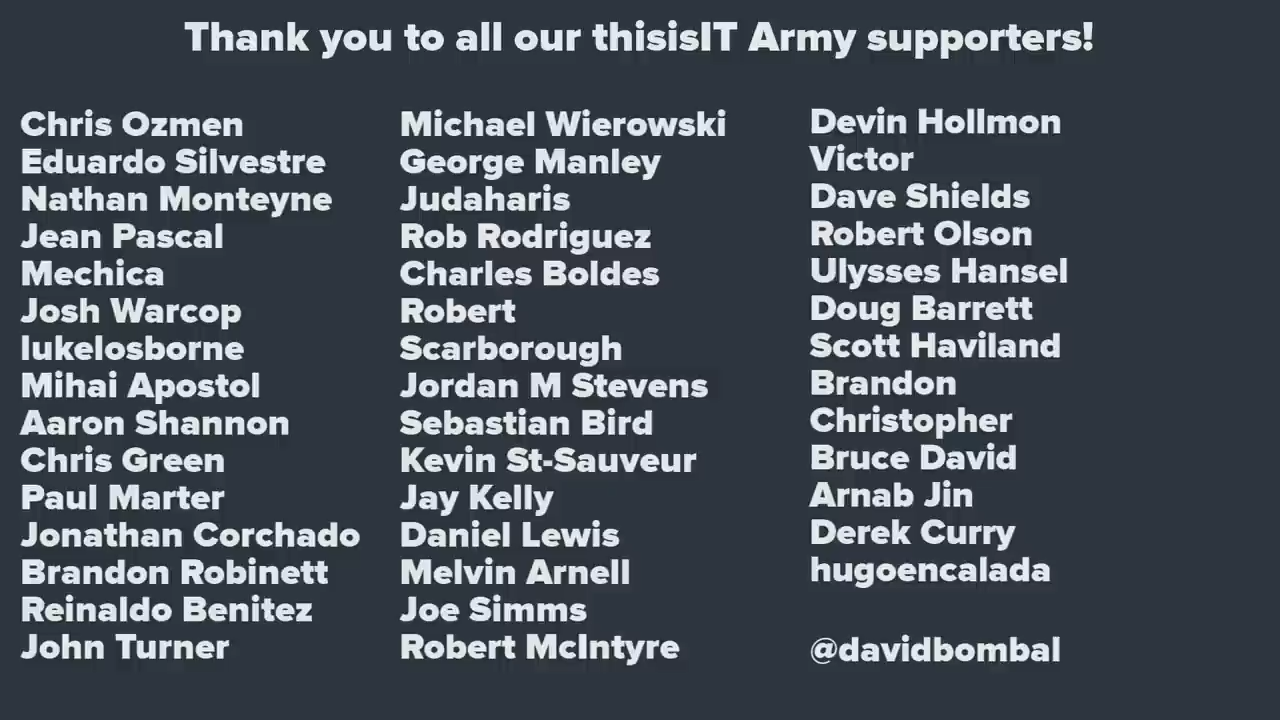 Thank you to all our thisisIT Army supporters!
Chris Ozmen
Eduardo Silvestre
Nathan Monteyne
Jean Pascal
Mechica
Josh Warcop
lukelosborne
Mihai Apostol
Aaron Shannon
Chris Green
Paul Marter
Jonathan Corchado
Brandon Robinett
Reinaldo Benitez
John Turner
Michael Wierowski
George Manley
Judaharis
Rob Rodriguez
Charles Boldes
Robert
Scarborough
Jordan M Stevens
Sebastian Bird
Kevin St-Sauveur
Jay Kelly
Daniel Lewis
Melvin Arnell
Joe Simms
Robert McIntyre
Devin Hollmon
Victor
Dave Shields
Robert Olson
Ulysses Hansel
Doug Barrett
Scott Haviland
Brandon
Christopher
Bruce David
Arnab Jin
Derek Curry
hugoencalada
@davidbombal